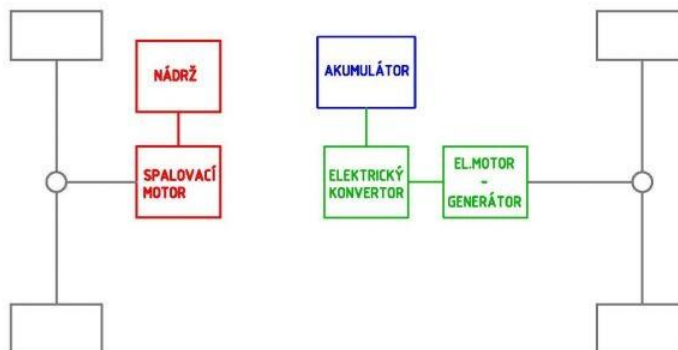 NÁDRŽ
AKUMULÁTOR
SPALOVACÍ
MOTOR
ELEKTRICKÝ
KONVERTOR
EL.MOTOR
-
GENERÁTOR